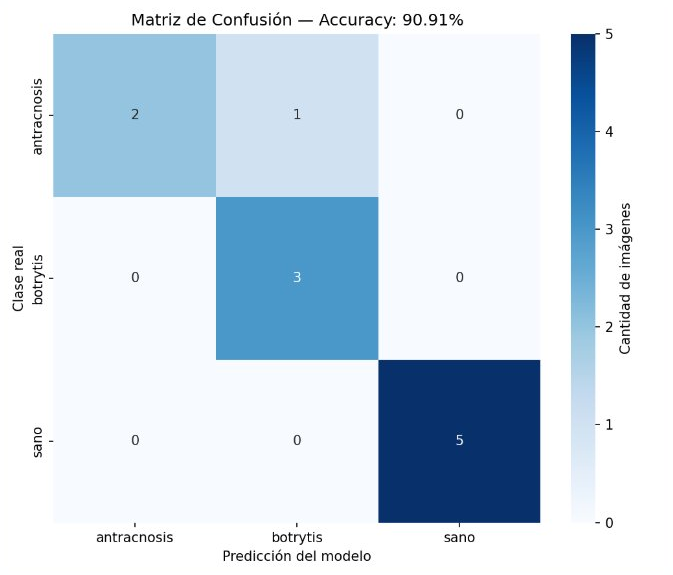 Matriz de Confusión — Accuracy: 90.91%
Clase real
antracnosis
2
1
0
botrytis
0
3
0
sano
0
0
5
antracnosis
botrytis
sano
Predicción del modelo
5
4
3
2
1
0
Cantidad de imágenes